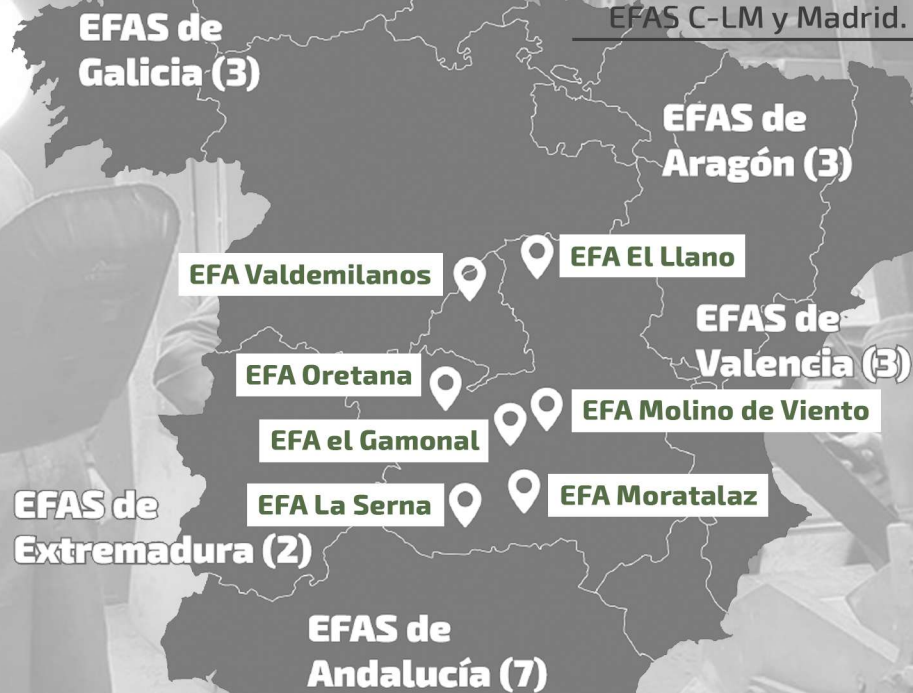 EFAS C-LM y Madrid.
EFAS de
Galicia (3)
EFAS de
Aragón (3)
EFA El Llano
EFA Valdemilanos
EFAS de
Valencia (3)
EFA Oretana
EFA Molino de Viento
EFA el Gamonal
EFA Moratalaz
EFA La Serna
EFAS de
Extremadura (2)
EFAS de
Andalucía (7)